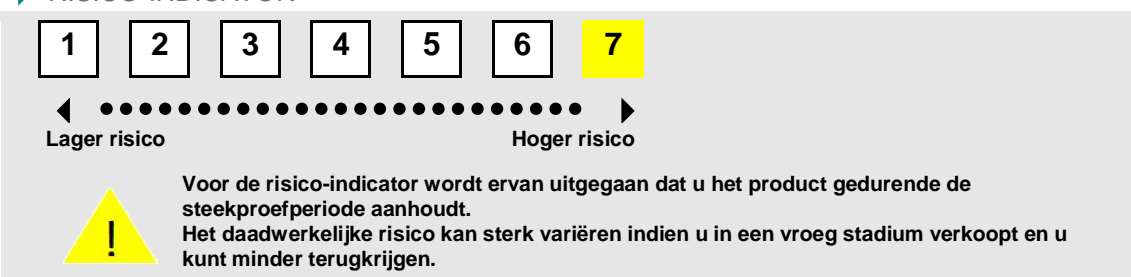 RISICO-INDICATOR
1 2 3 4 5 6 7
Lager risico Hoger risico
Voor de risico-indicator wordt ervan uitgegaan dat u het product gedurende de
steekproefperiode aanhoudt.
Het daadwerkelijke risico kan sterk variëren indien u in een vroeg stadium verkoopt en u
kunt minder terugkrijgen.
!